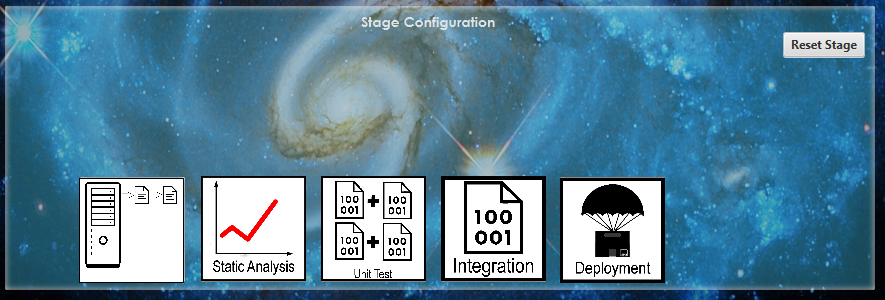 Stage Configuration
Reset Stage
Static Analysis
100
001
+
100
001
100
001
+
100
001
Unit Test
100
001
Integration
Deployment